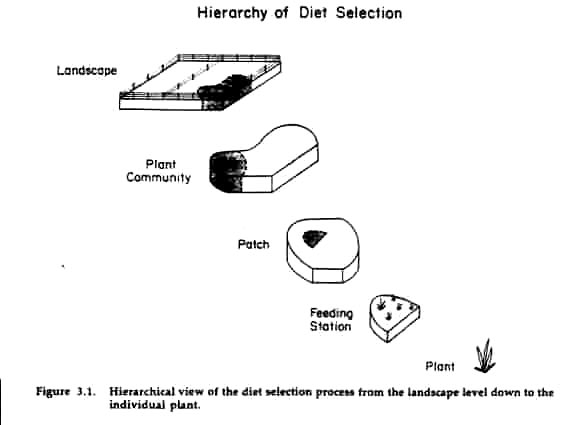 Hierarchy of Diet Selection
Landscape
Plant
Community
Patch
Feeding
Station
Plant
Figure 3.1. Hierarchical view of the diet selection process from the landscape level down to the
individual plant.